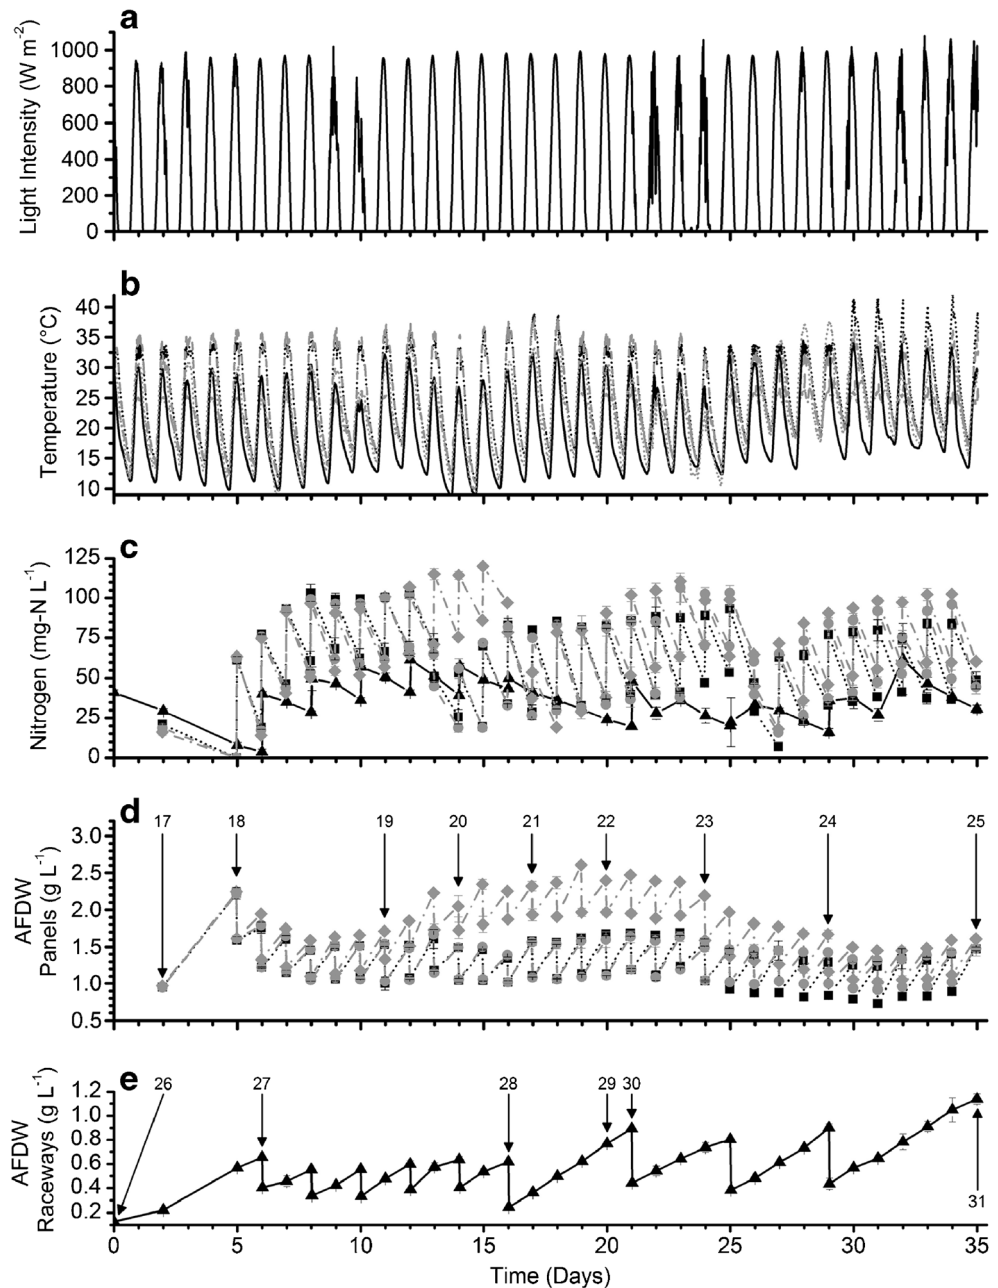 a
Light Intensity (W m-2)
1000
800
600
400
200
0
b
Temperature (°C)
40
35
30
25
20
15
10
c
Nitrogen (mg-N L-1)
125
100
75
50
25
0
d
AFDW
Panels (g L-1)
3.0
2.5
2.0
1.5
1.0
0.5
17 18 19 20 21 22 23 24 25
e
AFDW
Raceways (g L-1)
1.2
1.0
0.8
0.6
0.4
0.2
26 27 28 29 30
31
0 5 10 15 20 25 30 35
Time (Days)